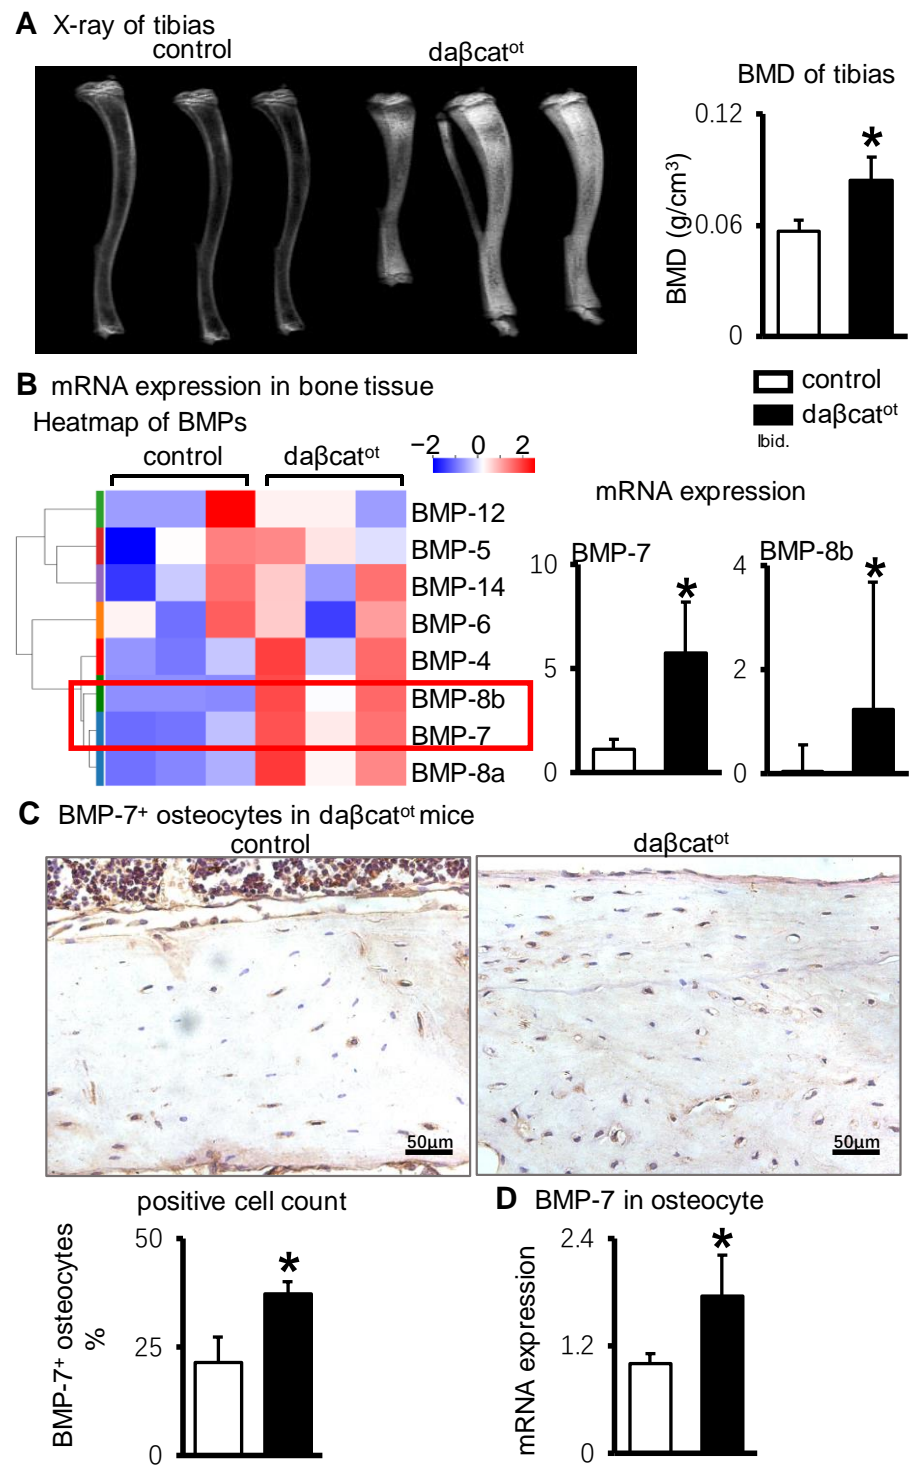 A X-ray of tibias
control
daβcatᵒᵗ
BMD of tibias
0.12
*
BMD (g/cm³)
0.06
0
control
daβcatᵒᵗ
Ibid.
B mRNA expression in bone tissue
Heatmap of BMPs
−2 0 2
control
daβcatᵒᵗ
BMP-12
BMP-5
BMP-14
BMP-6
BMP-4
BMP-8b
BMP-7
BMP-8a
mRNA expression
BMP-7
10
*
5
0
BMP-8b
4
*
2
0
C BMP-7⁺ osteocytes in daβcatᵒᵗ mice
control
daβcatᵒᵗ
50μm
50μm
positive cell count
50
*
BMP-7⁺ osteocytes
%
25
0
D BMP-7 in osteocyte
2.4
*
mRNA expression
1.2
0